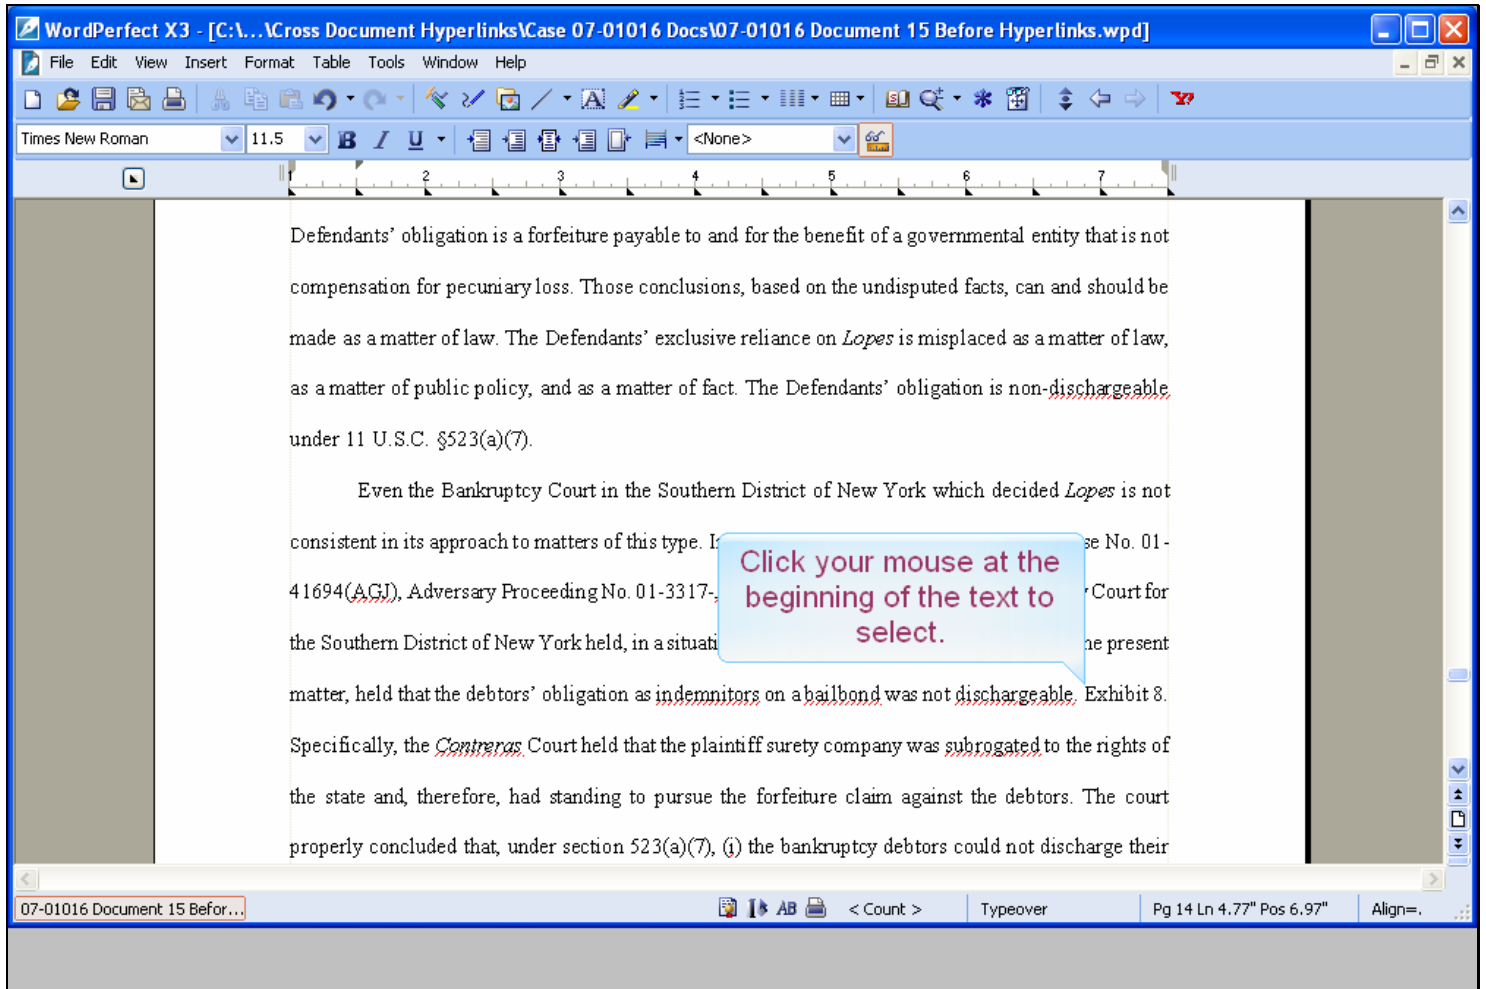 WordPerfect X3 - [C:\...\Cross Document Hyperlinks\Case 07-01016 Docs\07-01016 Document 15 Before Hyperlinks.wpd]
File Edit View Insert Format Table Tools Window Help
Times New Roman 11.5 B I U <None>
1 2 3 4 5 6 7
Defendants’ obligation is a forfeiture payable to and for the benefit of a governmental entity that is not
compensation for pecuniary loss. Those conclusions, based on the undisputed facts, can and should be
made as a matter of law. The Defendants’ exclusive reliance on Lopes is misplaced as a matter of law,
as a matter of public policy, and as a matter of fact. The Defendants’ obligation is non-dischargeable
under 11 U.S.C. §523(a)(7).
Even the Bankruptcy Court in the Southern District of New York which decided Lopes is not
consistent in its approach to matters of this type. se No. 01-
41694(AGJ), Adversary Proceeding No. 01-3317- Court for
the Southern District of New York held, in a situati he present
matter, held that the debtors’ obligation as indemnitors on a bailbond was not dischargeable. Exhibit 8.
Specifically, the Contreras Court held that the plaintiff surety company was subrogated to the rights of
the state and, therefore, had standing to pursue the forfeiture claim against the debtors. The court
properly concluded that, under section 523(a)(7), (i) the bankruptcy debtors could not discharge their
Click your mouse at the
beginning of the text to
select.
07-01016 Document 15 Befor... AB < Count > Typeover Pg 14 Ln 4.77" Pos 6.97" Align=.